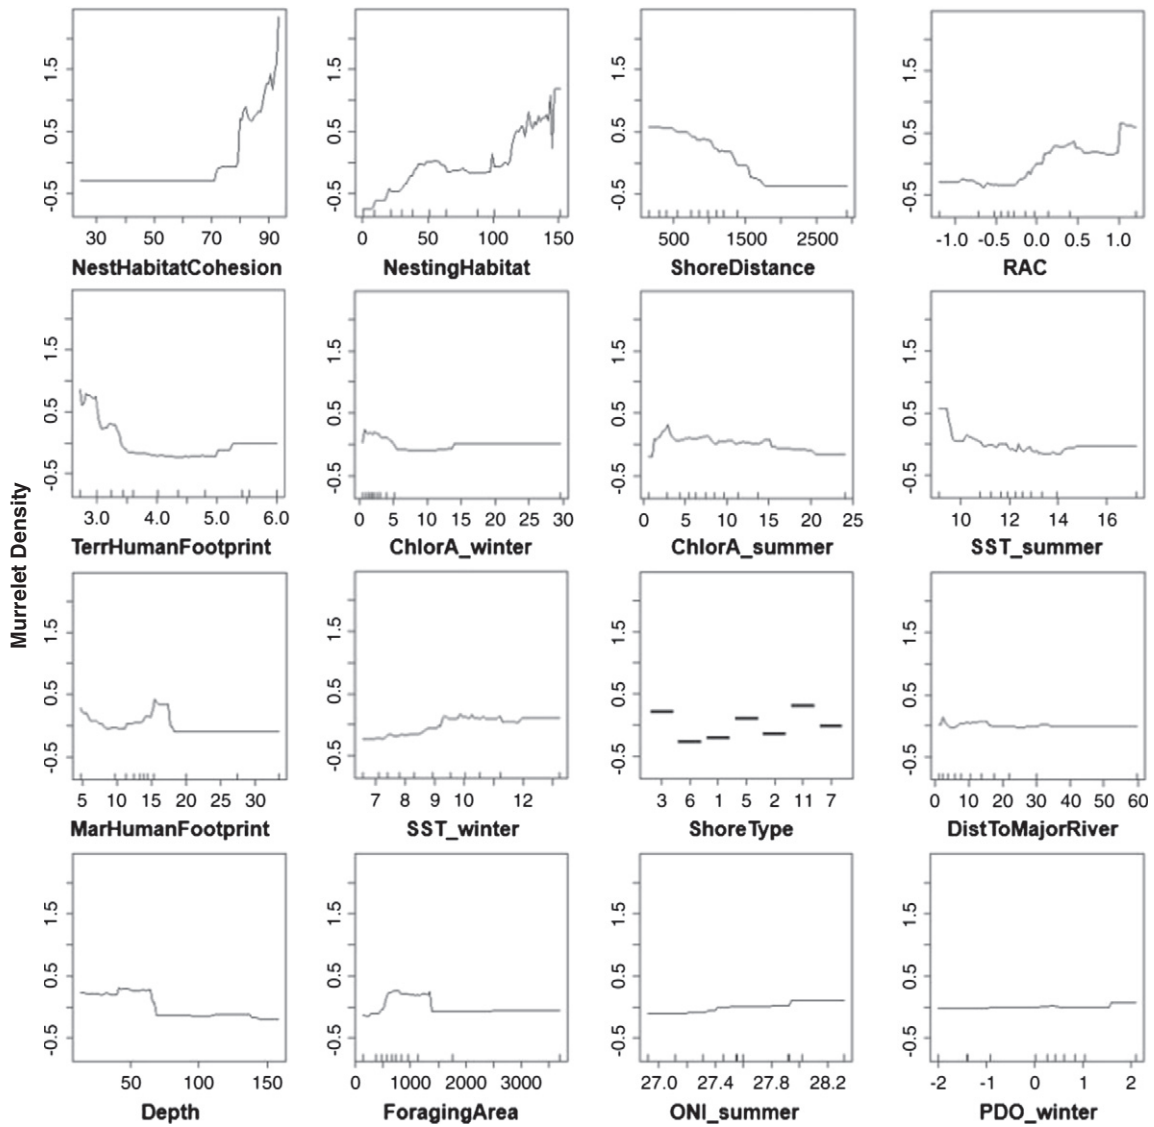 Murrelet Density
1.5 0.5 -0.5 1.5 0.5 -0.5 1.5 0.5 -0.5 1.5 0.5 -0.5
30 50 70 90 0 50 100 150 500 1500 2500 -1.0 -0.5 0.0 0.5 1.0
NestHabitatCohesion NestingHabitat ShoreDistance RAC
1.5 0.5 -0.5 1.5 0.5 -0.5 1.5 0.5 -0.5 1.5 0.5 -0.5
3.0 4.0 5.0 6.0 0 5 10 15 20 25 30 0 5 10 15 20 25 10 12 14 16
TerrHumanFootprint ChlorA_winter ChlorA_summer SST_summer
1.5 0.5 -0.5 1.5 0.5 -0.5 1.5 0.5 -0.5 1.5 0.5 -0.5
5 10 15 20 25 30 7 8 9 10 12 3 6 1 5 2 11 7 0 10 20 30 40 50 60
MarHumanFootprint SST_winter ShoreType DistToMajorRiver
1.5 0.5 -0.5 1.5 0.5 -0.5 1.5 0.5 -0.5 1.5 0.5 -0.5
50 100 150 0 1000 2000 3000 27.0 27.4 27.8 28.2 -2 -1 0 1 2
Depth ForagingArea ONI_summer PDO_winter